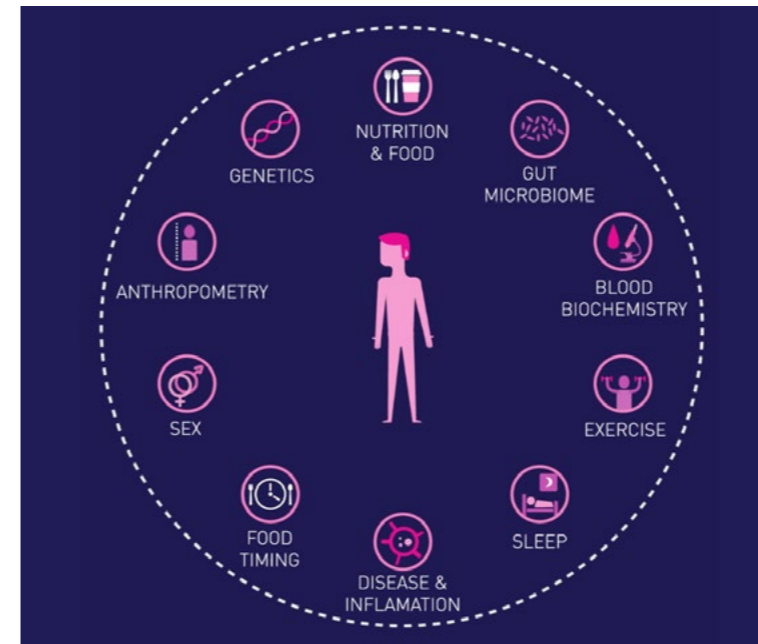 NUTRITION
& FOOD
GUT
MICROBIOME
BLOOD
BIOCHEMISTRY
EXERCISE
SLEEP
DISEASE &
INFLAMATION
FOOD
TIMING
SEX
ANTHROPOMETRY
GENETICS